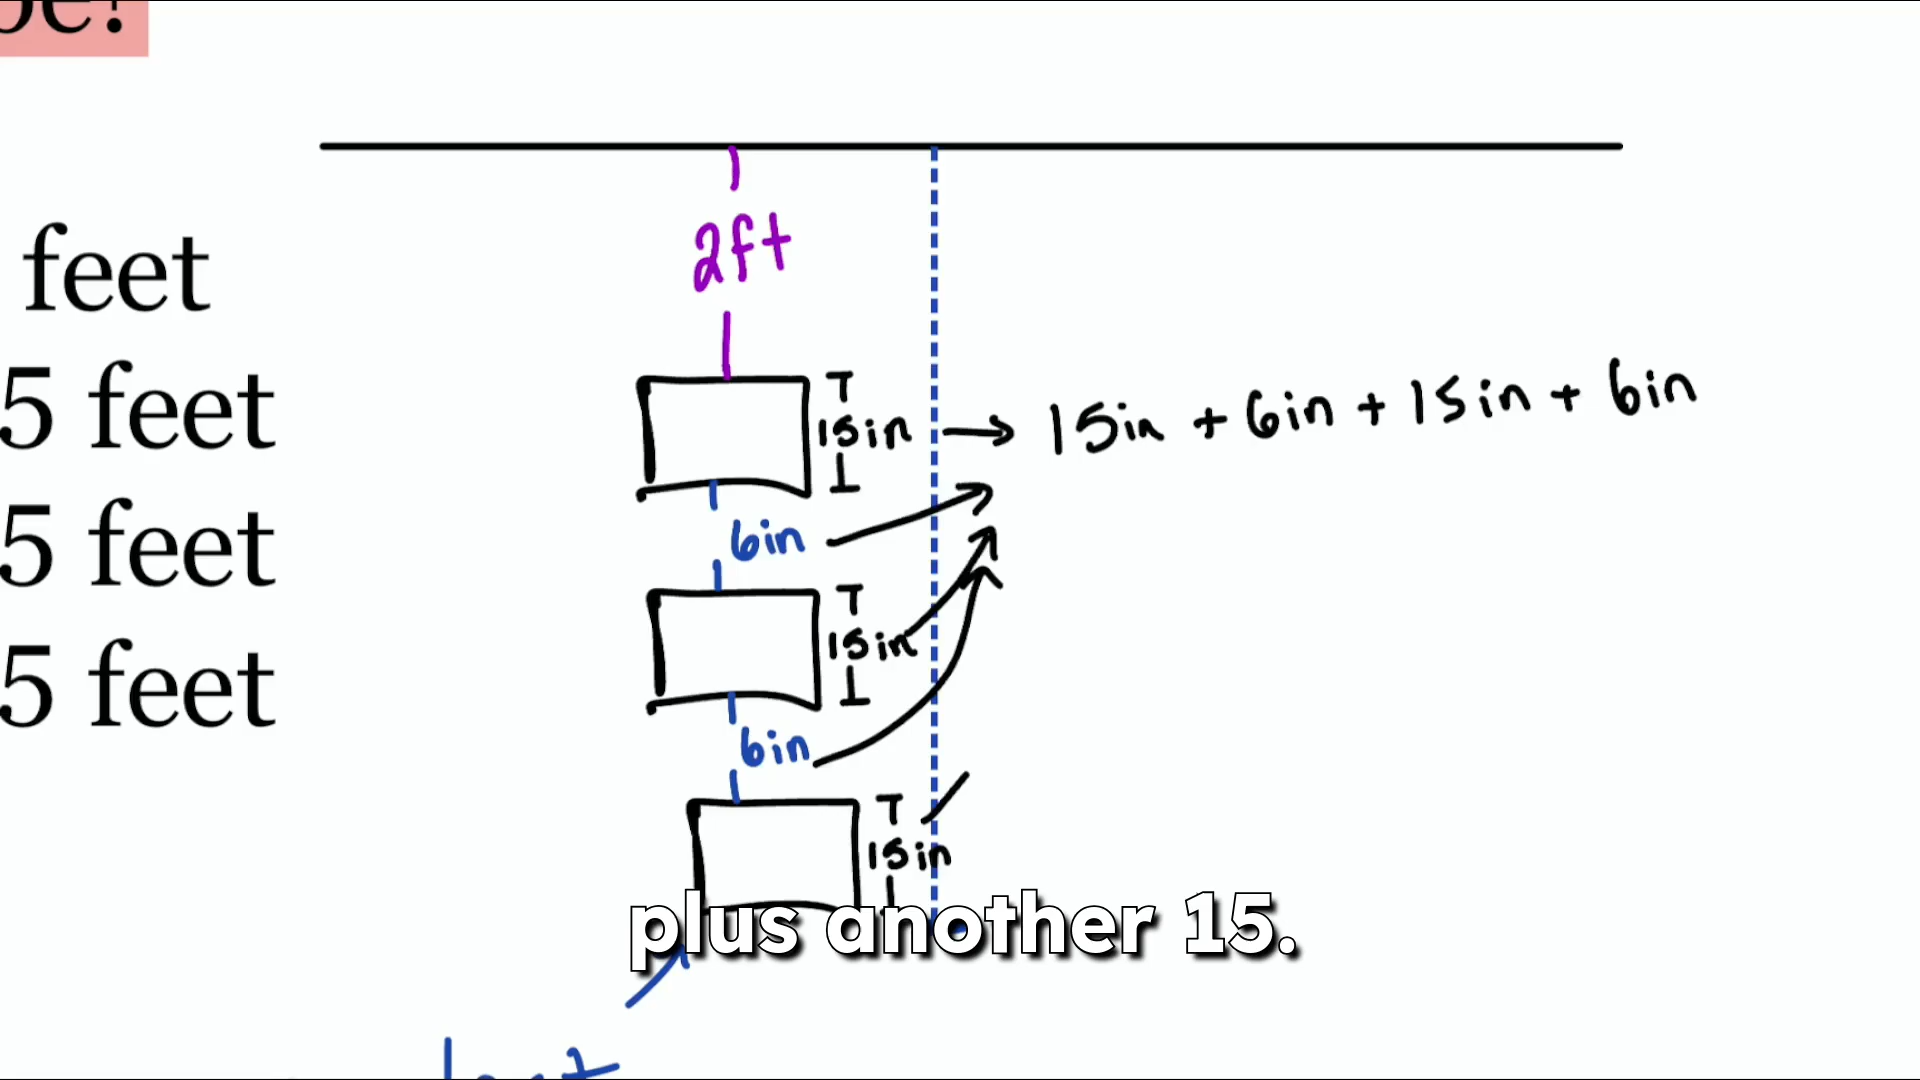 feet
5 feet
5 feet
5 feet
2ft
15in → 15in + 6in + 15in + 6in
6in
15in
6in
15in
plus another 15.